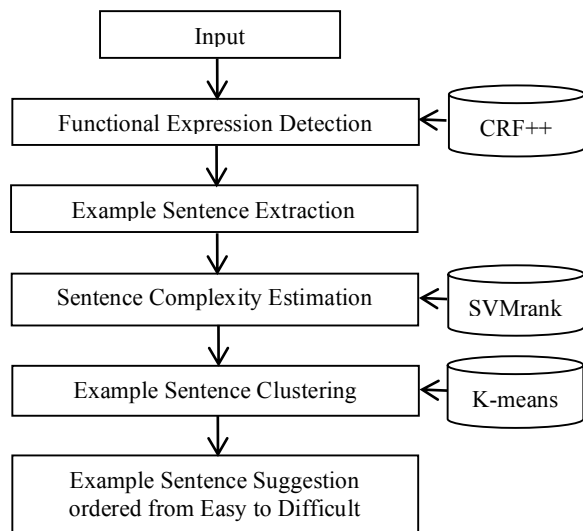 Input
Functional Expression Detection
CRF++
Example Sentence Extraction
Sentence Complexity Estimation
SVMrank
Example Sentence Clustering
K-means
Example Sentence Suggestion
ordered from Easy to Difficult